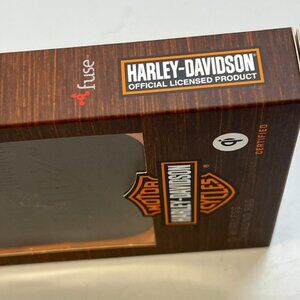 fuse
HARLEY-DAVIDSON
OFFICIAL LICENSED PRODUCT
MOTOR
HARLEY-DAVIDSON
CYCLES
®
CERTIFIED